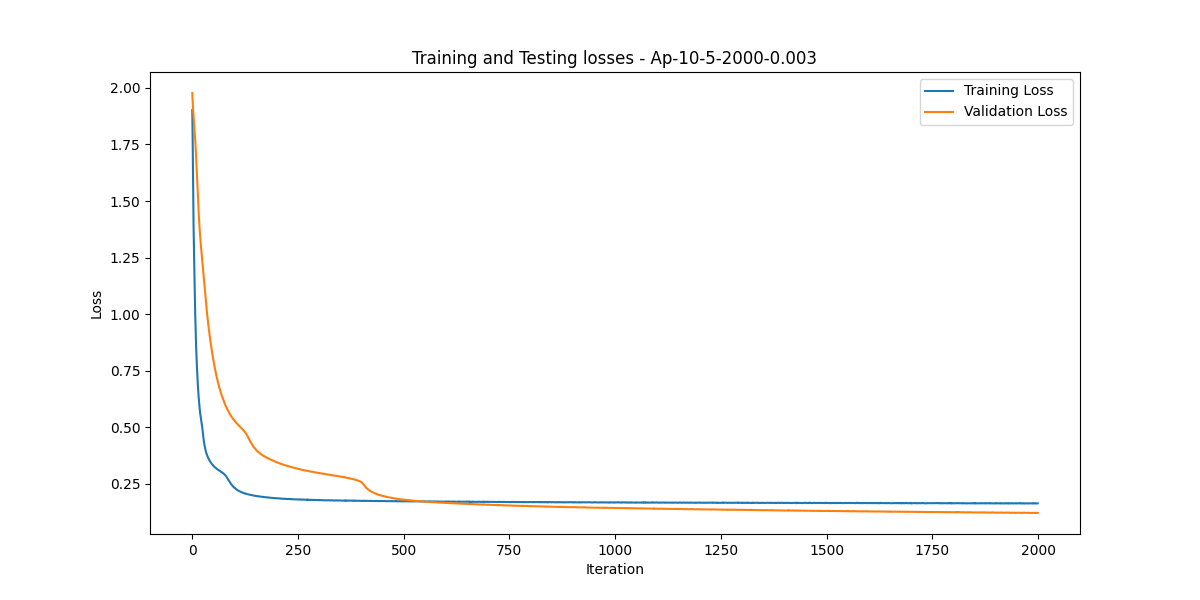 Training and Testing losses - Ap-10-5-2000-0.003
Training Loss
Validation Loss
2.00
1.75
1.50
1.25
1.00
0.75
0.50
0.25
Loss
0 250 500 750 1000 1250 1500 1750 2000
Iteration